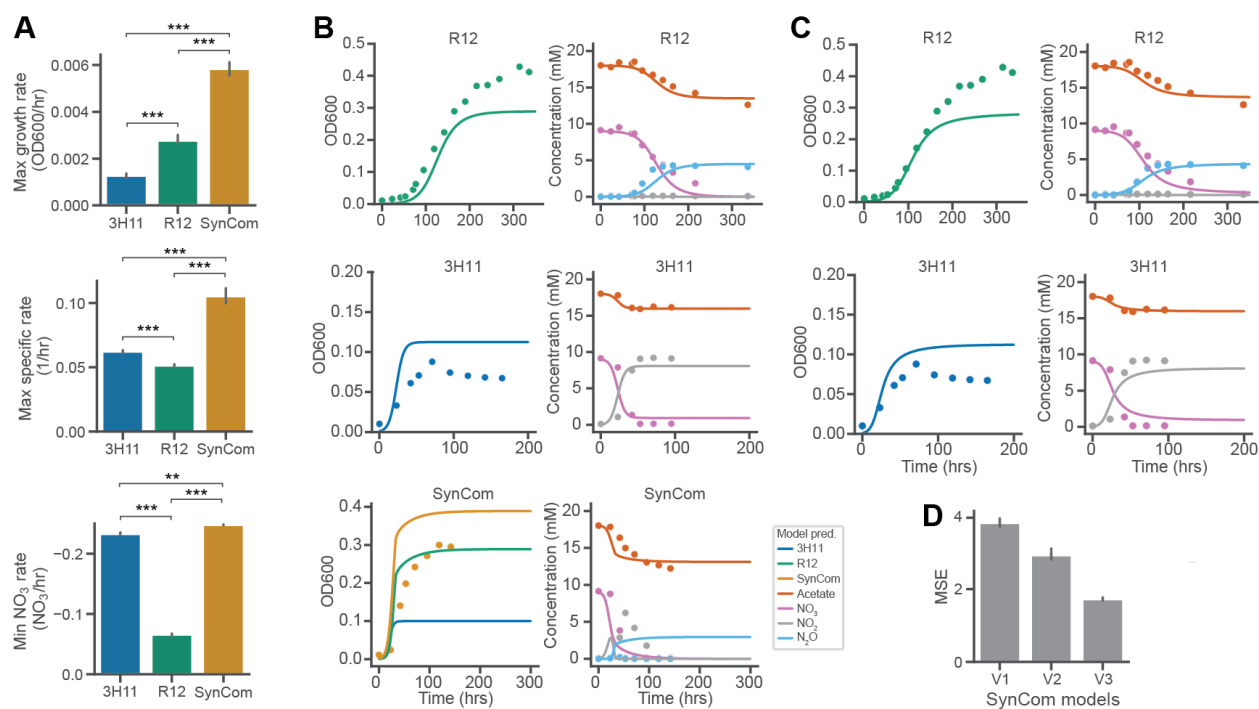 A
Max growth rate
(OD600/hr)
0.006
0.004
0.002
0.000
***
***
***
3H11
R12
SynCom
Max specific rate
(1/hr)
0.10
0.05
0.00
***
***
***
3H11
R12
SynCom
Min NO3 rate
(NO3/hr)
−0.2
−0.1
0.0
**
***
***
3H11
R12
SynCom
B
R12
OD600
0.5
0.4
0.3
0.2
0.1
0.0
0
100
200
300
R12
Concentration (mM)
20
15
10
5
0
0
100
200
300
3H11
OD600
0.20
0.15
0.10
0.05
0.00
0
100
200
3H11
Concentration (mM)
20
15
10
5
0
0
100
200
SynCom
OD600
0.4
0.3
0.2
0.1
0.0
0
100
200
300
Time (hrs)
SynCom
Concentration (mM)
20
15
10
5
0
0
100
200
300
Time (hrs)
Model pred.
3H11
R12
SynCom
Acetate
NO3
NO2
N2O
C
R12
OD600
0.5
0.4
0.3
0.2
0.1
0.0
0
100
200
300
R12
Concentration (mM)
20
15
10
5
0
0
100
200
300
3H11
OD600
0.20
0.15
0.10
0.05
0.00
0
100
200
Time (hrs)
3H11
Concentration (mM)
20
15
10
5
0
0
100
200
Time (hrs)
D
MSE
4
2
0
V1
V2
V3
SynCom models